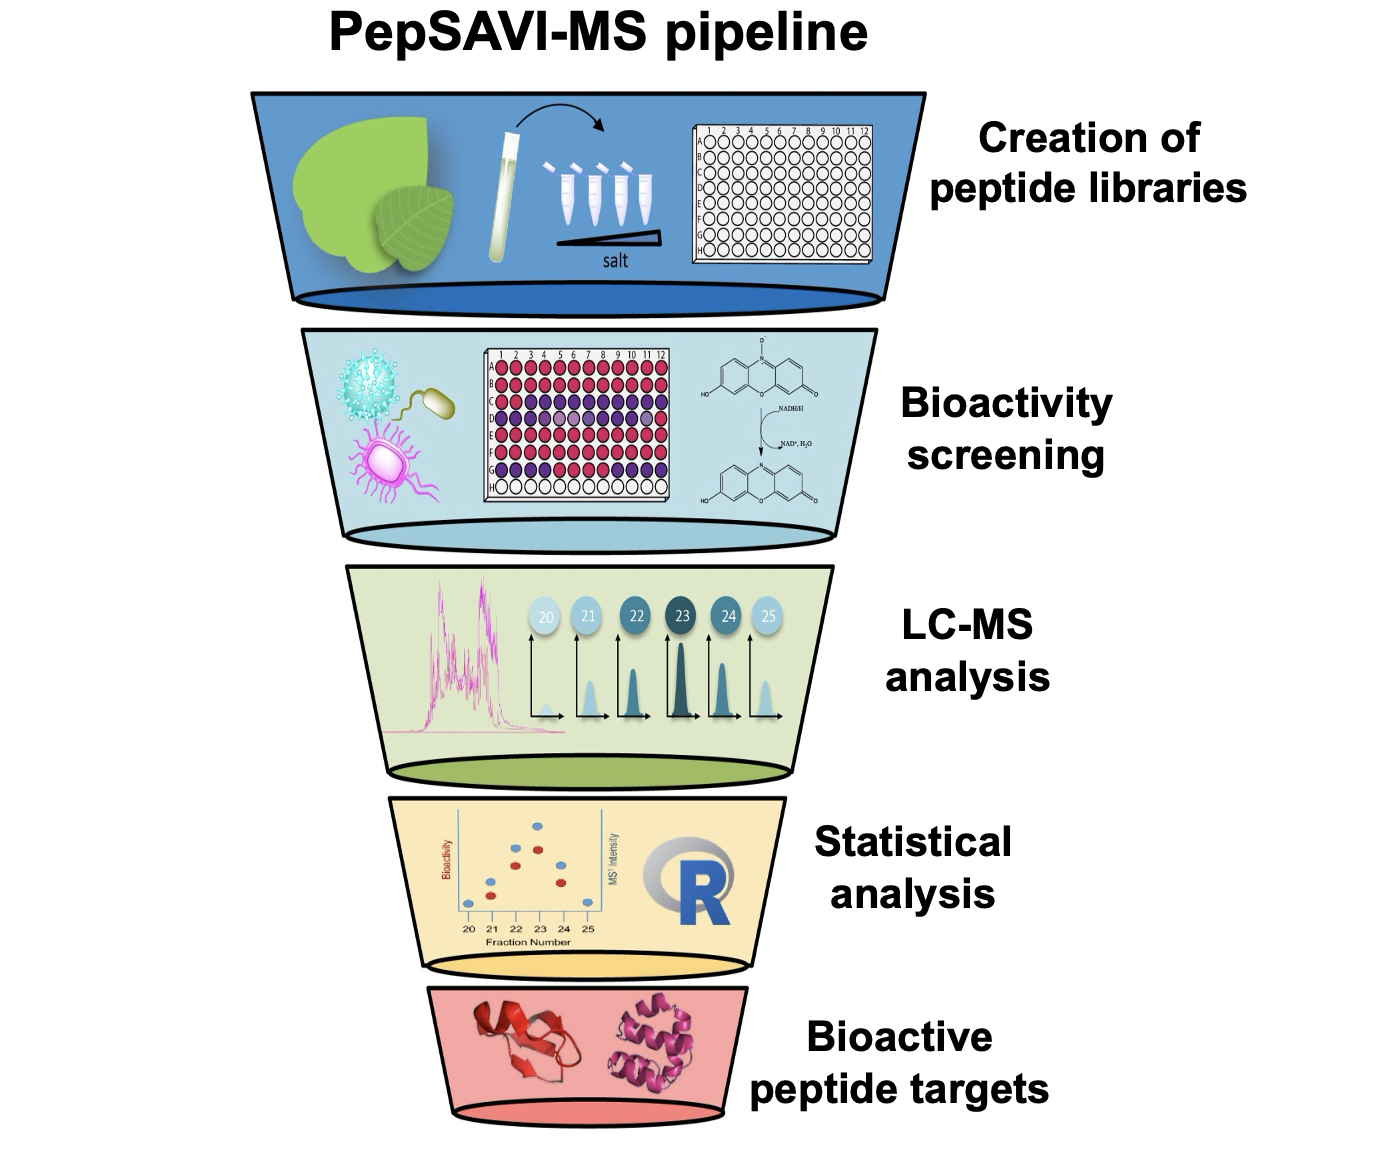 PepSAVI-MS pipeline
Creation of
peptide libraries
1 2 3 4 5 6 7 8 9 10 11 12
A
B
C
D
E
F
G
H
salt
Bioactivity
screening
1 2 3 4 5 6 7 8 9 10 11 12
A
B
C
D
E
F
G
H
O⁻
N⁺
HO O O
NADH/H
NAD⁺, H₂O
N
HO O O
LC-MS
analysis
20 21 22 23 24 25
Statistical
analysis
Bioactivity
MS¹ Intensity
20 21 22 23 24 25
Fraction Number
R
Bioactive
peptide targets